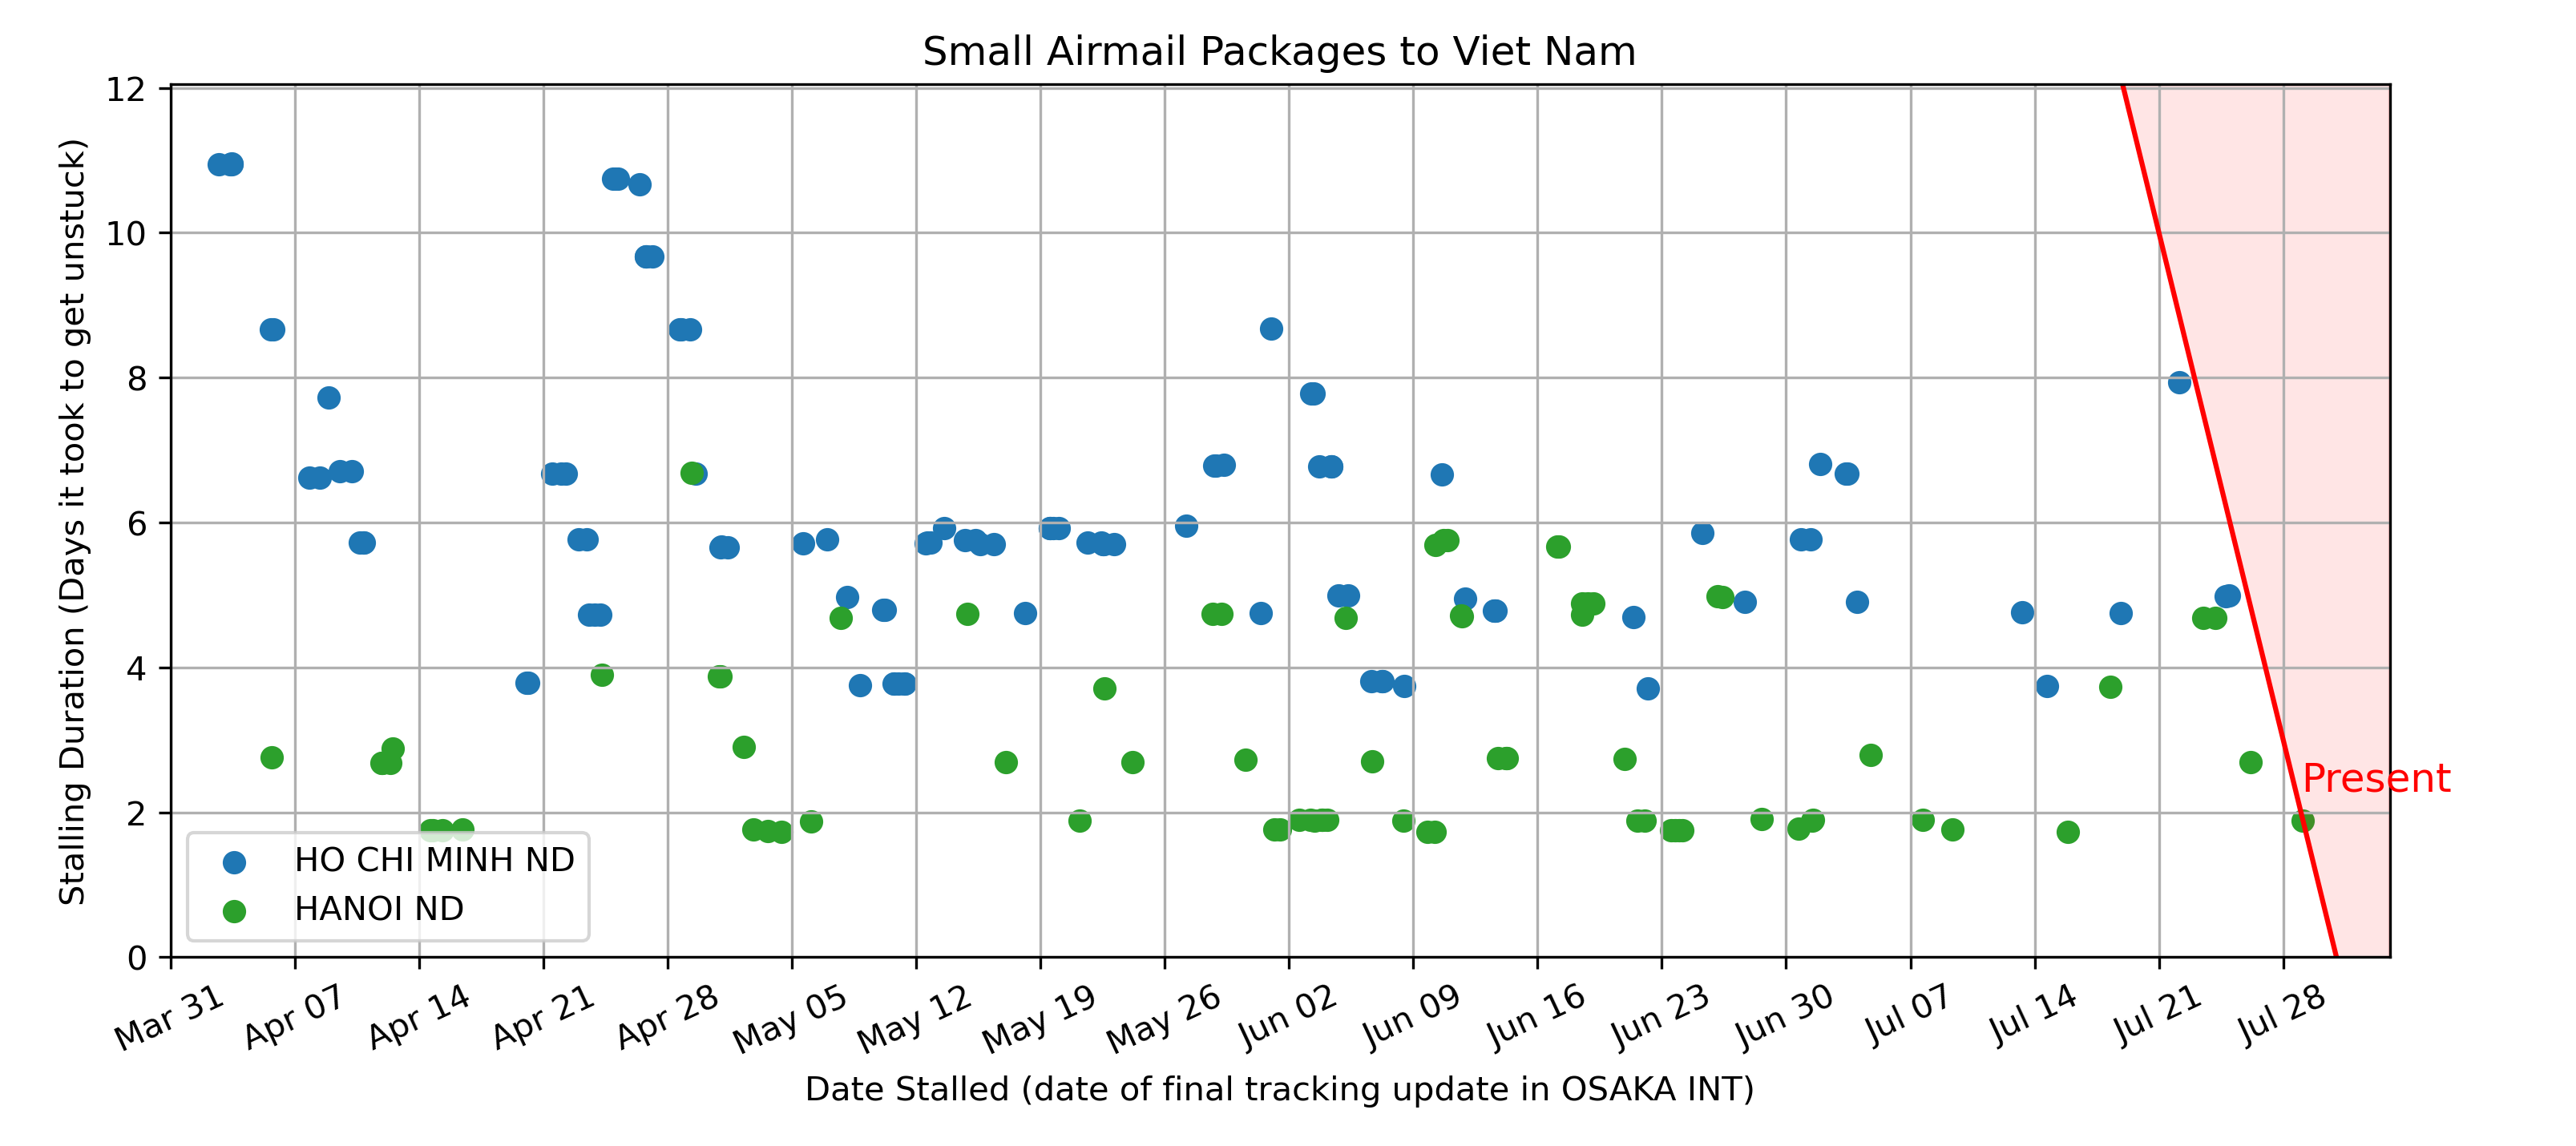 Small Airmail Packages to Viet Nam
Stalling Duration (Days it took to get unstuck)
12
10
8
6
4
2
0
Present
HO CHI MINH ND
HANOI ND
Mar 31
Apr 07
Apr 14
Apr 21
Apr 28
May 05
May 12
May 19
May 26
Jun 02
Jun 09
Jun 16
Jun 23
Jun 30
Jul 07
Jul 14
Jul 21
Jul 28
Date Stalled (date of final tracking update in OSAKA INT)